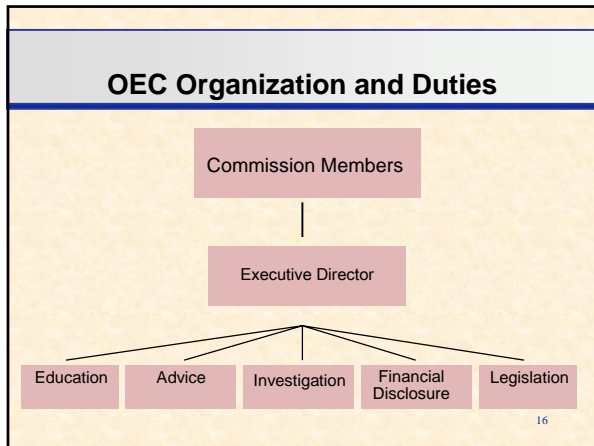 OEC Organization and Duties
Commission Members
Executive Director
Education
Advice
Investigation
Financial
Disclosure
Legislation
16